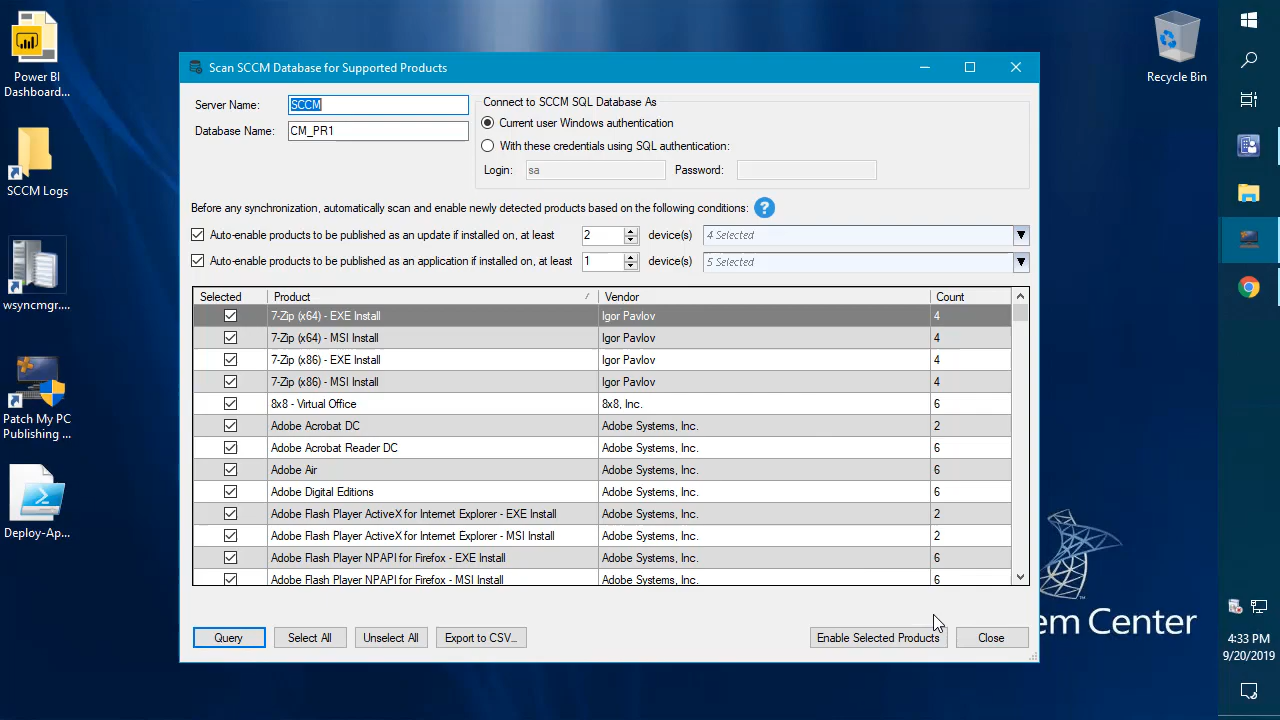 Power BI
Dashboard...
SCCM Logs
wsyncmgr....
Patch My PC
Publishing ...
Deploy-Ap...
Recycle Bin
Scan SCCM Database for Supported Products
Server Name: SCCM
Database Name: CM_PR1
Connect to SCCM SQL Database As
Current user Windows authentication
With these credentials using SQL authentication:
Login: sa Password:
Before any synchronization, automatically scan and enable newly detected products based on the following conditions: ?
Auto-enable products to be published as an update if installed on, at least 2 device(s) 4 Selected
Auto-enable products to be published as an application if installed on, at least 1 device(s) 5 Selected
Selected Product Vendor Count
7-Zip (x64) - EXE Install Igor Pavlov 4
7-Zip (x64) - MSI Install Igor Pavlov 4
7-Zip (x86) - EXE Install Igor Pavlov 4
7-Zip (x86) - MSI Install Igor Pavlov 4
8x8 - Virtual Office 8x8, Inc. 6
Adobe Acrobat DC Adobe Systems, Inc. 2
Adobe Acrobat Reader DC Adobe Systems, Inc. 6
Adobe Air Adobe Systems, Inc. 6
Adobe Digital Editions Adobe Systems, Inc. 6
Adobe Flash Player ActiveX for Internet Explorer - EXE Install Adobe Systems, Inc. 2
Adobe Flash Player ActiveX for Internet Explorer - MSI Install Adobe Systems, Inc. 2
Adobe Flash Player NPAPI for Firefox - EXE Install Adobe Systems, Inc. 6
Adobe Flash Player NPAPI for Firefox - MSI Install Adobe Systems, Inc. 6
Query Select All Unselect All Export to CSV... Enable Selected Products Close
em Center
4:33 PM
9/20/2019